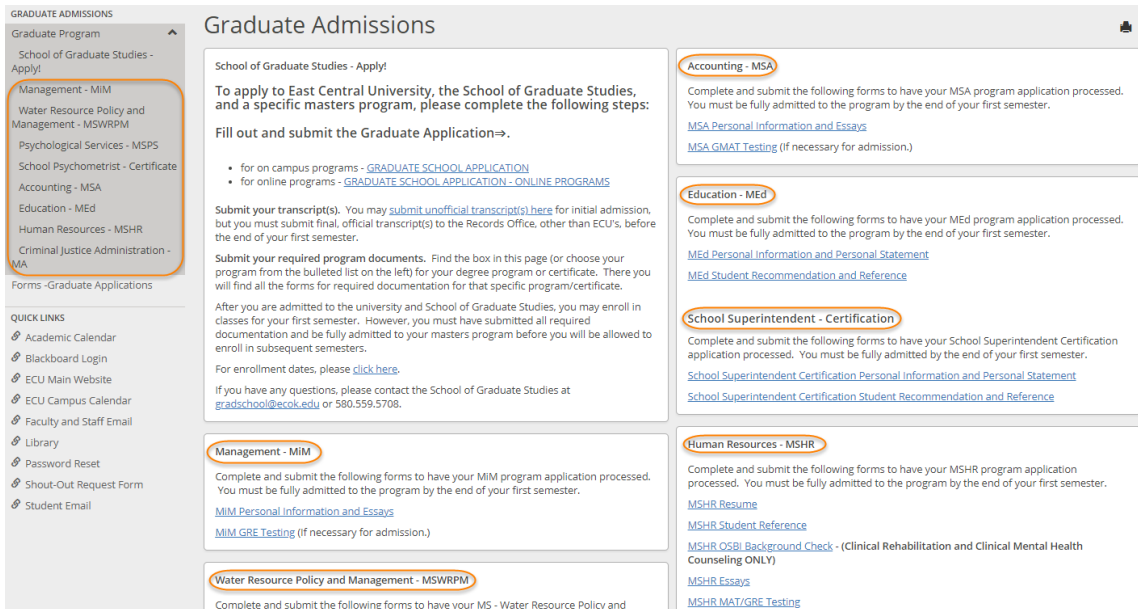 GRADUATE ADMISSIONS
Graduate Program
School of Graduate Studies -
Apply!
Management - MiM
Water Resource Policy and
Management - MSWRPM
Psychological Services - MSPS
School Psychometrist - Certificate
Accounting - MSA
Education - MEd
Human Resources - MSHR
Criminal Justice Administration -
MA
Forms -Graduate Applications
QUICK LINKS
Academic Calendar
Blackboard Login
ECU Main Website
ECU Campus Calendar
Faculty and Staff Email
Library
Password Reset
Shout-Out Request Form
Student Email
Graduate Admissions
School of Graduate Studies - Apply!
To apply to East Central University, the School of Graduate Studies,
and a specific masters program, please complete the following steps:
Fill out and submit the Graduate Application⇒.
• for on campus programs - GRADUATE SCHOOL APPLICATION
• for online programs - GRADUATE SCHOOL APPLICATION - ONLINE PROGRAMS
Submit your transcript(s). You may submit unofficial transcript(s) here for initial admission,
but you must submit final, official transcript(s) to the Records Office, other than ECU's, before
the end of your first semester.
Submit your required program documents. Find the box in this page (or choose your
program from the bulleted list on the left) for your degree program or certificate. There you
will find all the forms for required documentation for that specific program/certificate.
After you are admitted to the university and School of Graduate Studies, you may enroll in
classes for your first semester. However, you must have submitted all required
documentation and be fully admitted to your masters program before you will be allowed to
enroll in subsequent semesters.
For enrollment dates, please click here.
If you have any questions, please contact the School of Graduate Studies at
gradschool@ecok.edu or 580.559.5708.
Management - MiM
Complete and submit the following forms to have your MiM program application processed.
You must be fully admitted to the program by the end of your first semester.
MiM Personal Information and Essays
MiM GRE Testing (If necessary for admission.)
Water Resource Policy and Management - MSWRPM
Complete and submit the following forms to have your MS - Water Resource Policy and
Accounting - MSA
Complete and submit the following forms to have your MSA program application processed.
You must be fully admitted to the program by the end of your first semester.
MSA Personal Information and Essays
MSA GMAT Testing (If necessary for admission.)
Education - MEd
Complete and submit the following forms to have your MEd program application processed.
You must be fully admitted to the program by the end of your first semester.
MEd Personal Information and Personal Statement
MEd Student Recommendation and Reference
School Superintendent - Certification
Complete and submit the following forms to have your School Superintendent Certification
application processed. You must be fully admitted by the end of your first semester.
School Superintendent Certification Personal Information and Personal Statement
School Superintendent Certification Student Recommendation and Reference
Human Resources - MSHR
Complete and submit the following forms to have your MSHR program application
processed. You must be fully admitted to the program by the end of your first semester.
MSHR Resume
MSHR Student Reference
MSHR OSBI Background Check - (Clinical Rehabilitation and Clinical Mental Health
Counseling ONLY)
MSHR Essays
MSHR MAT/GRE Testing